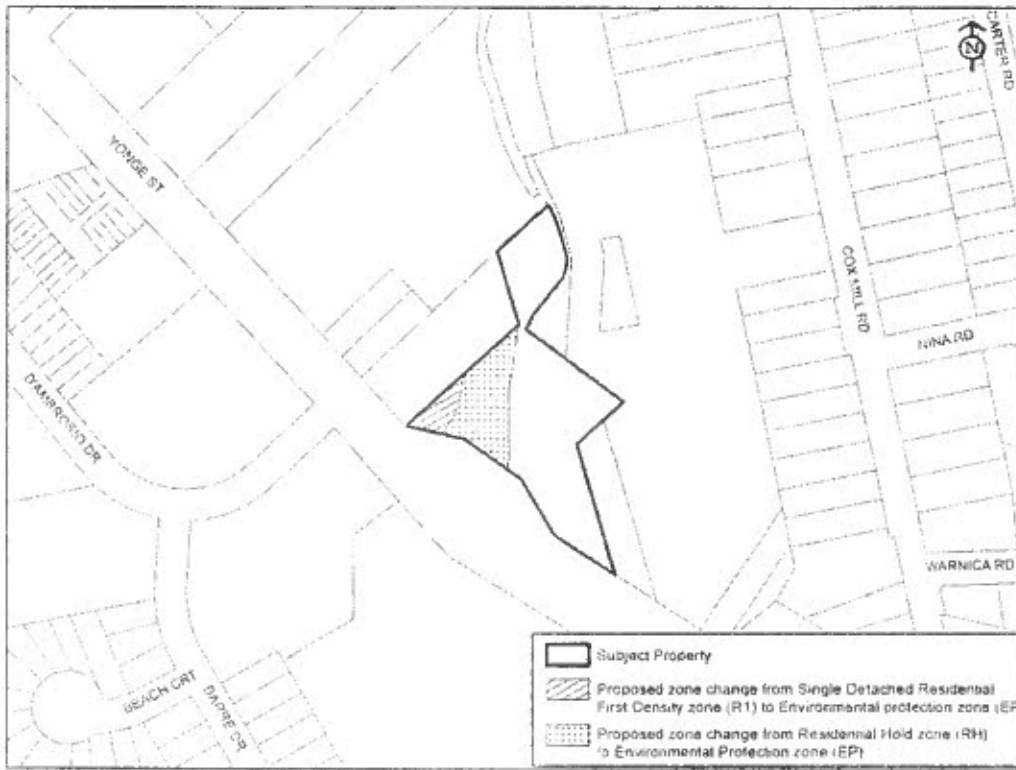 N
CARTER RD
YONGE ST
COX MILL RD
NINA RD
D'AMBROSIO DR
WARNICA RD
BEACH CRT
DAPRE DR
Subject Property
Proposed zone change from Single Detached Residential
First Density zone (R1) to Environmental protection zone (EP
Proposed zone change from Residential Hold zone (RH)
to Environmental Protection zone (EP)